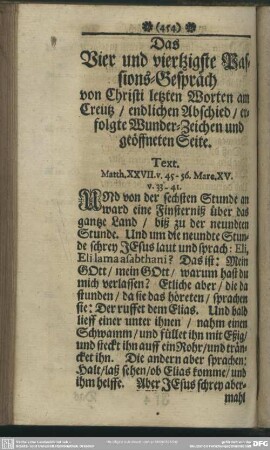 (454)
Das
Vier und viertzigste Pas-
sions-Gespräch
von Christi letzten Worten am
Creutz / endlichen Abschied / er-
folgte Wunder-Zeichen und
geöffneten Seite.
Text.
Matth. XXVII. v. 45-56. Marc. XV.
v. 33-41.
UNd von der sechsten Stunde an
ward eine Finsterniß über das
gantze Land / biß zu der neundten
Stunde. Und um die neundte Stun-
de schrey JEsus laut und sprach: Eli,
Eli lama asabthani? Das ist: Mein
GOtt / mein GOtt / warum hast du
mich verlassen? Etliche aber / die da
stunden / da sie das höreten / sprachen
sie: Der ruffet dem Elias. Und bald
lieff einer unter ihnen / nahm einen
Schwamm / und füllet ihn mit Eßig /
und steckt ihn auff ein Rohr / und trän-
cket ihn. Die andern aber sprachen:
Halt / laß sehen / ob Elias komme / und
ihm helffe. Aber JEsus schrey aber-
mahl